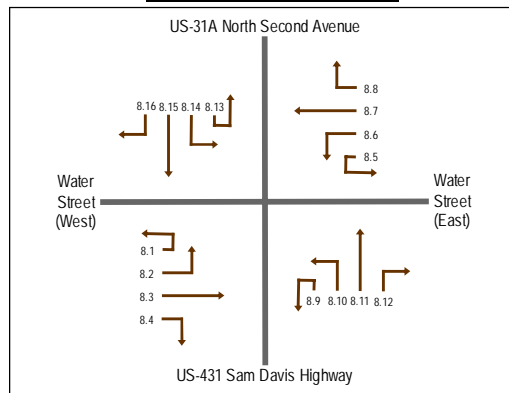 US-31A North Second Avenue
8.16 8.15 8.14 8.13
8.8
8.7
8.6
8.5
Water
Street
(West)
Water
Street
(East)
8.1
8.2
8.3
8.4
8.9 8.10 8.11 8.12
US-431 Sam Davis Highway